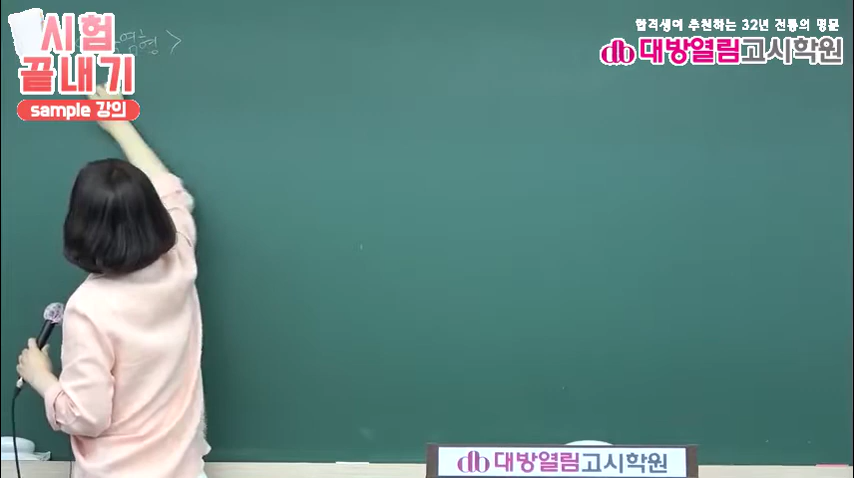 시험
끝내기
sample 강의
합격생이 추천하는 32년 전통의 명문
db 대방열림고시학원
db 대방열림고시학원